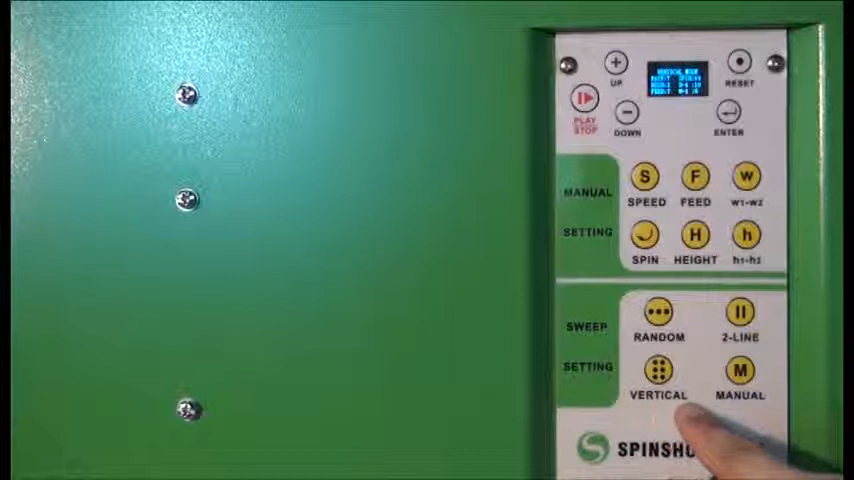 +
UP
RESET
PLAY
STOP
−
DOWN
ENTER
MANUAL
SETTING
S
SPEED
F
FEED
W
W1-W2
SPIN
H
HEIGHT
h
h1-h2
SWEEP
SETTING
RANDOM
2-LINE
VERTICAL
M
MANUAL
S